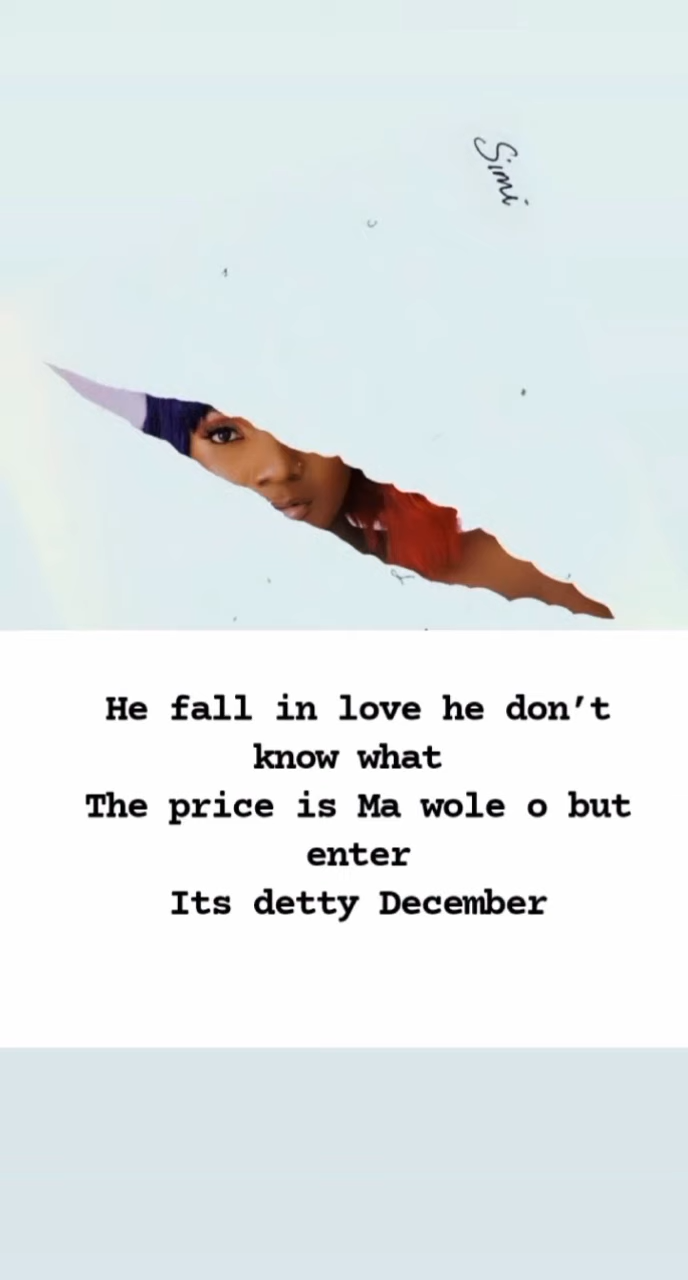 Simi
He fall in love he don’t
know what
The price is Ma wole o but
enter
Its detty December